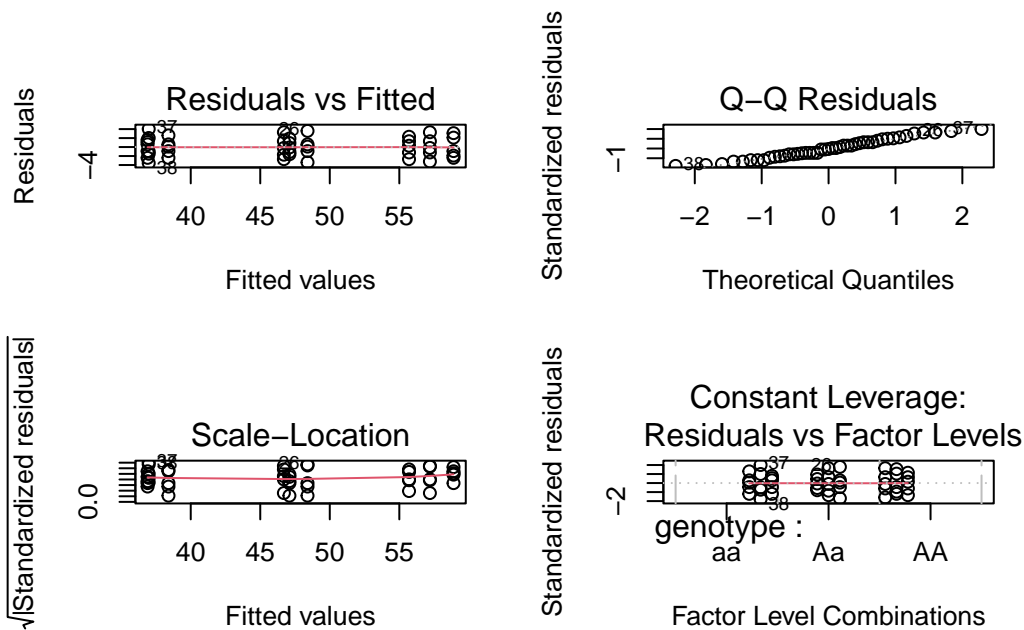 Residuals vs Fitted
Residuals
−4
37
26
38
40 45 50 55
Fitted values
Q−Q Residuals
Standardized residuals
−1
38
26 37
−2 −1 0 1 2
Theoretical Quantiles
Scale−Location
√|Standardized residuals|
0.0
26
40 45 50 55
Fitted values
Constant Leverage:
Residuals vs Factor Levels
Standardized residuals
−2
37
26
38
genotype :
aa Aa AA
Factor Level Combinations